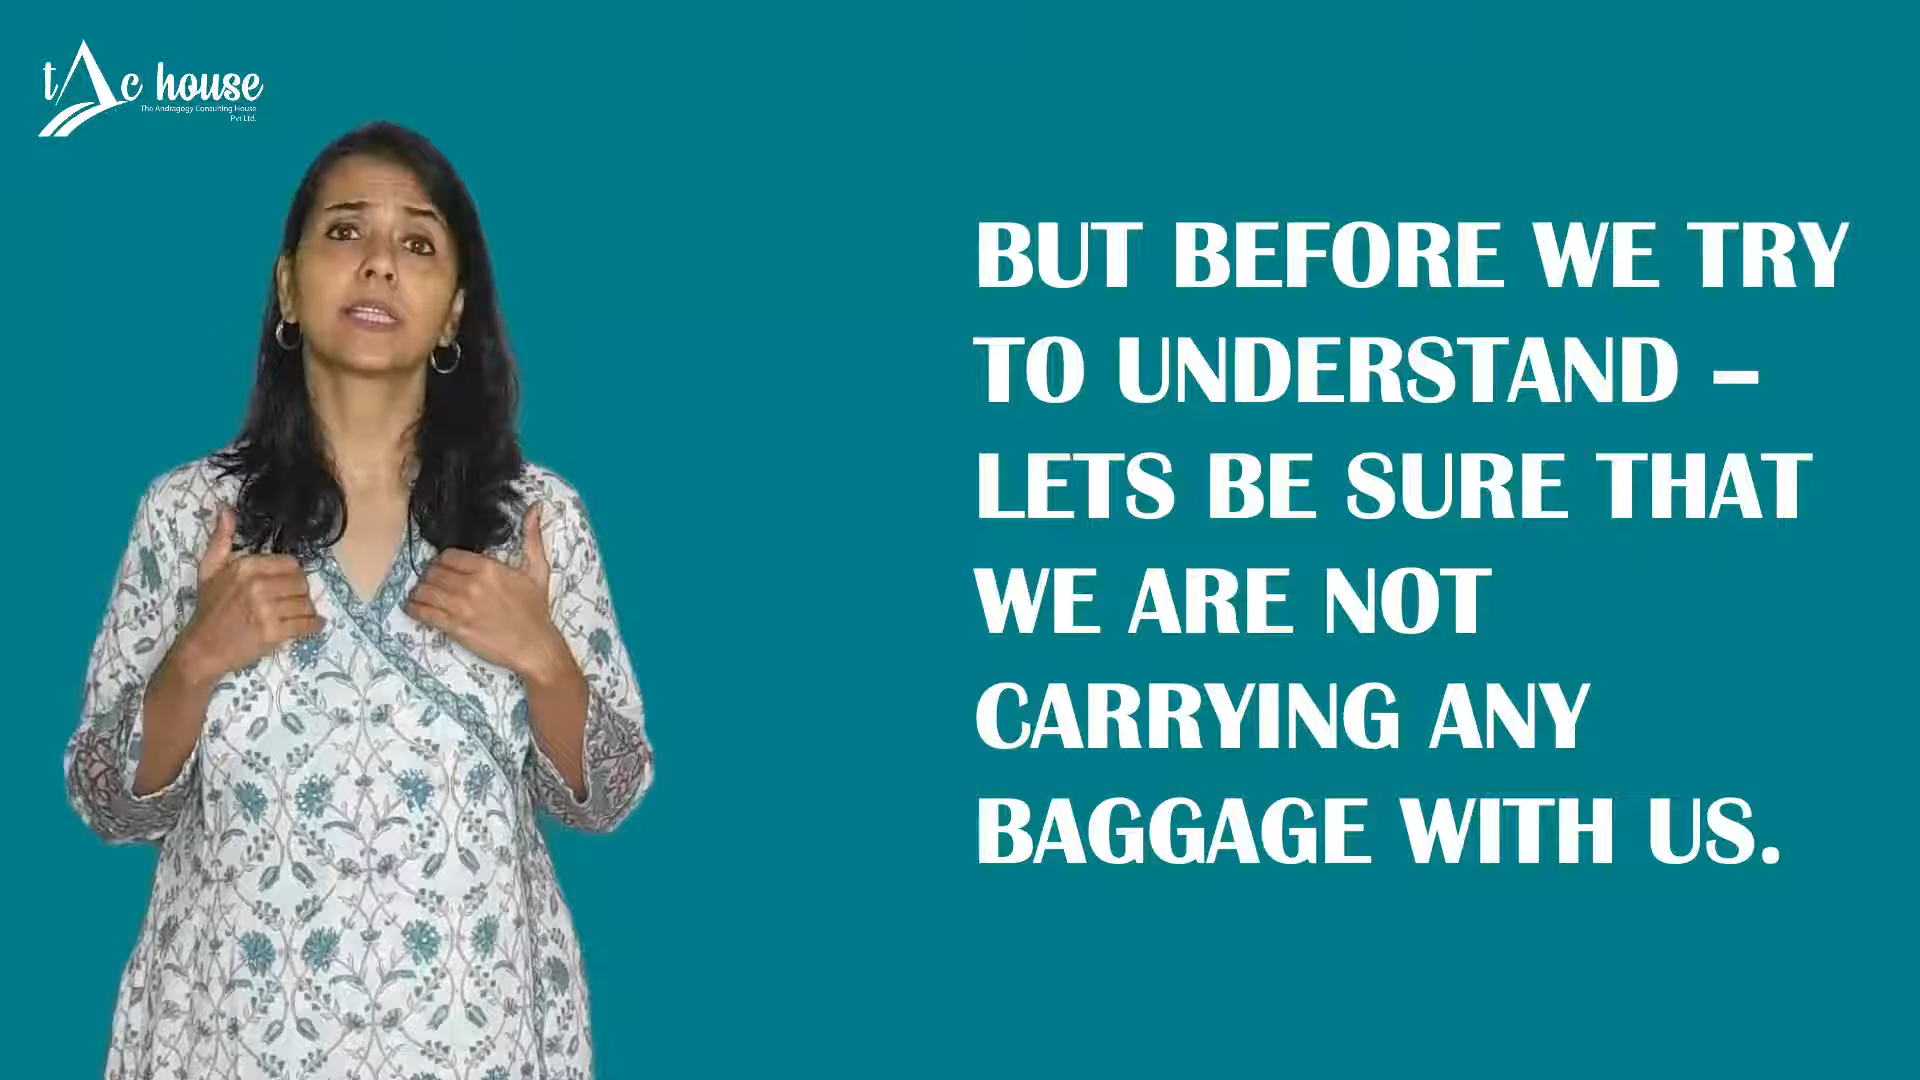 tAc house
The Andragogy Consulting House
Pvt Ltd.
BUT BEFORE WE TRY
TO UNDERSTAND –
LETS BE SURE THAT
WE ARE NOT
CARRYING ANY
BAGGAGE WITH US.